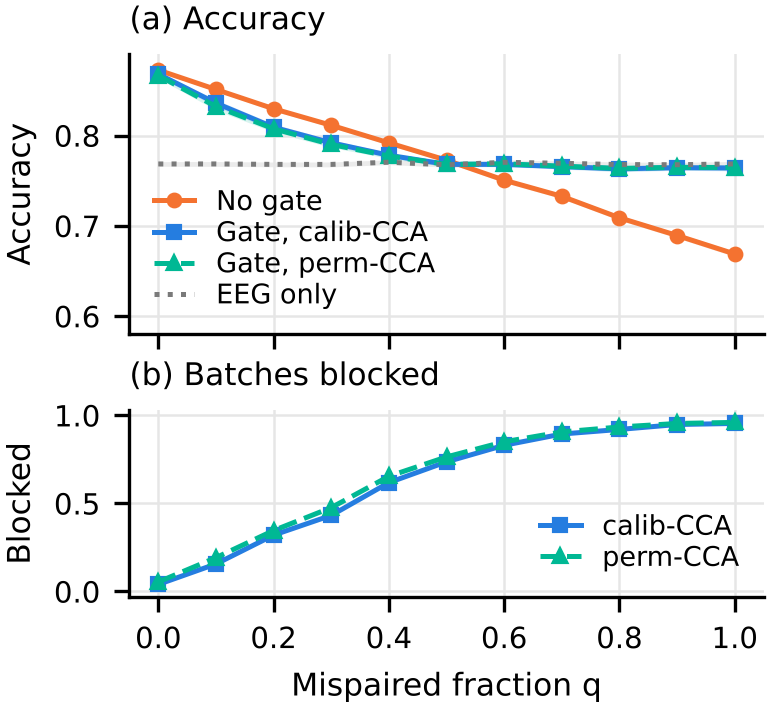 (a) Accuracy
Accuracy
0.8
0.7
0.6
No gate
Gate, calib-CCA
Gate, perm-CCA
EEG only
(b) Batches blocked
Blocked
1.0
0.5
0.0
calib-CCA
perm-CCA
0.0 0.2 0.4 0.6 0.8 1.0
Mispaired fraction q